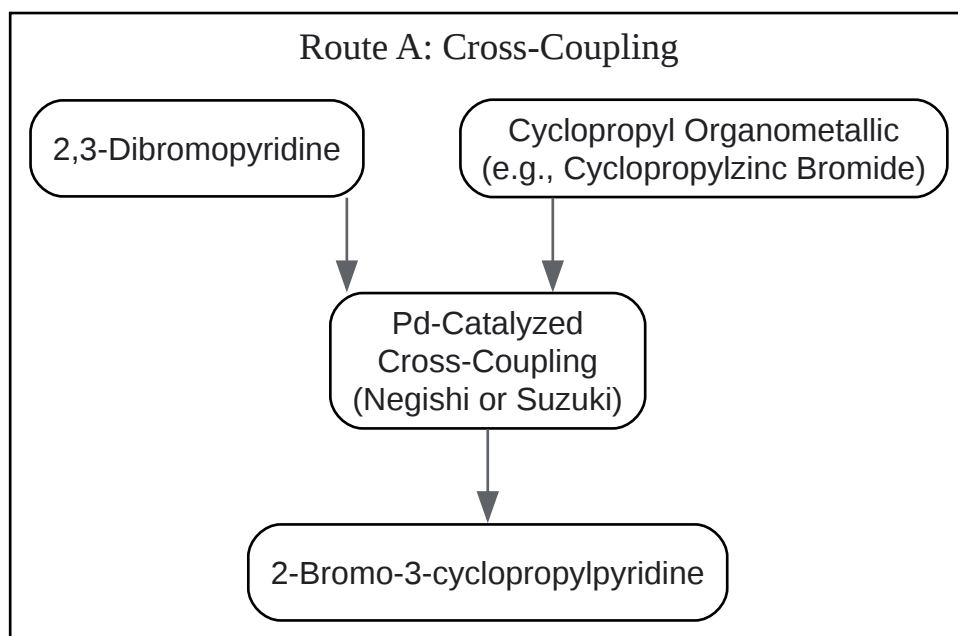 Route A: Cross-Coupling
2,3-Dibromopyridine
Cyclopropyl Organometallic
(e.g., Cyclopropylzinc Bromide)
Pd-Catalyzed
Cross-Coupling
(Negishi or Suzuki)
2-Bromo-3-cyclopropylpyridine